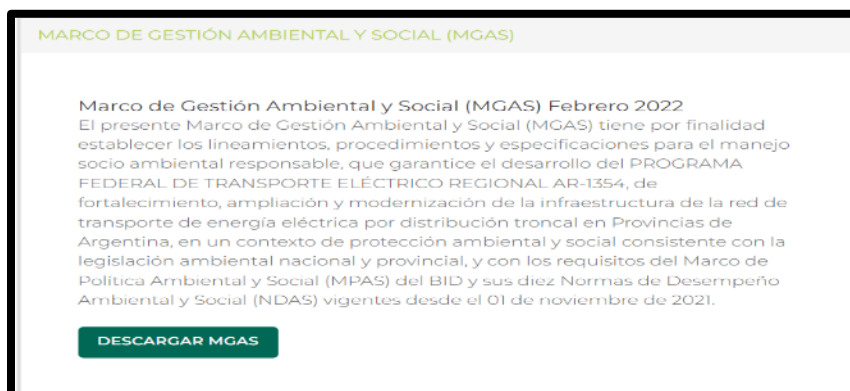 MARCO DE GESTIÓN AMBIENTAL Y SOCIAL (MGAS)
Marco de Gestión Ambiental y Social (MGAS) Febrero 2022
El presente Marco de Gestión Ambiental y Social (MGAS) tiene por finalidad
establecer los lineamientos, procedimientos y especificaciones para el manejo
socio ambiental responsable, que garantice el desarrollo del PROGRAMA
FEDERAL DE TRANSPORTE ELÉCTRICO REGIONAL AR-1354, de
fortalecimiento, ampliación y modernización de la infraestructura de la red de
transporte de energía eléctrica por distribución troncal en Provincias de
Argentina, en un contexto de protección ambiental y social consistente con la
legislación ambiental nacional y provincial, y con los requisitos del Marco de
Política Ambiental y Social (MPAS) del BID y sus diez Normas de Desempeño
Ambiental y Social (NDAS) vigentes desde el 01 de noviembre de 2021.
DESCARGAR MGAS